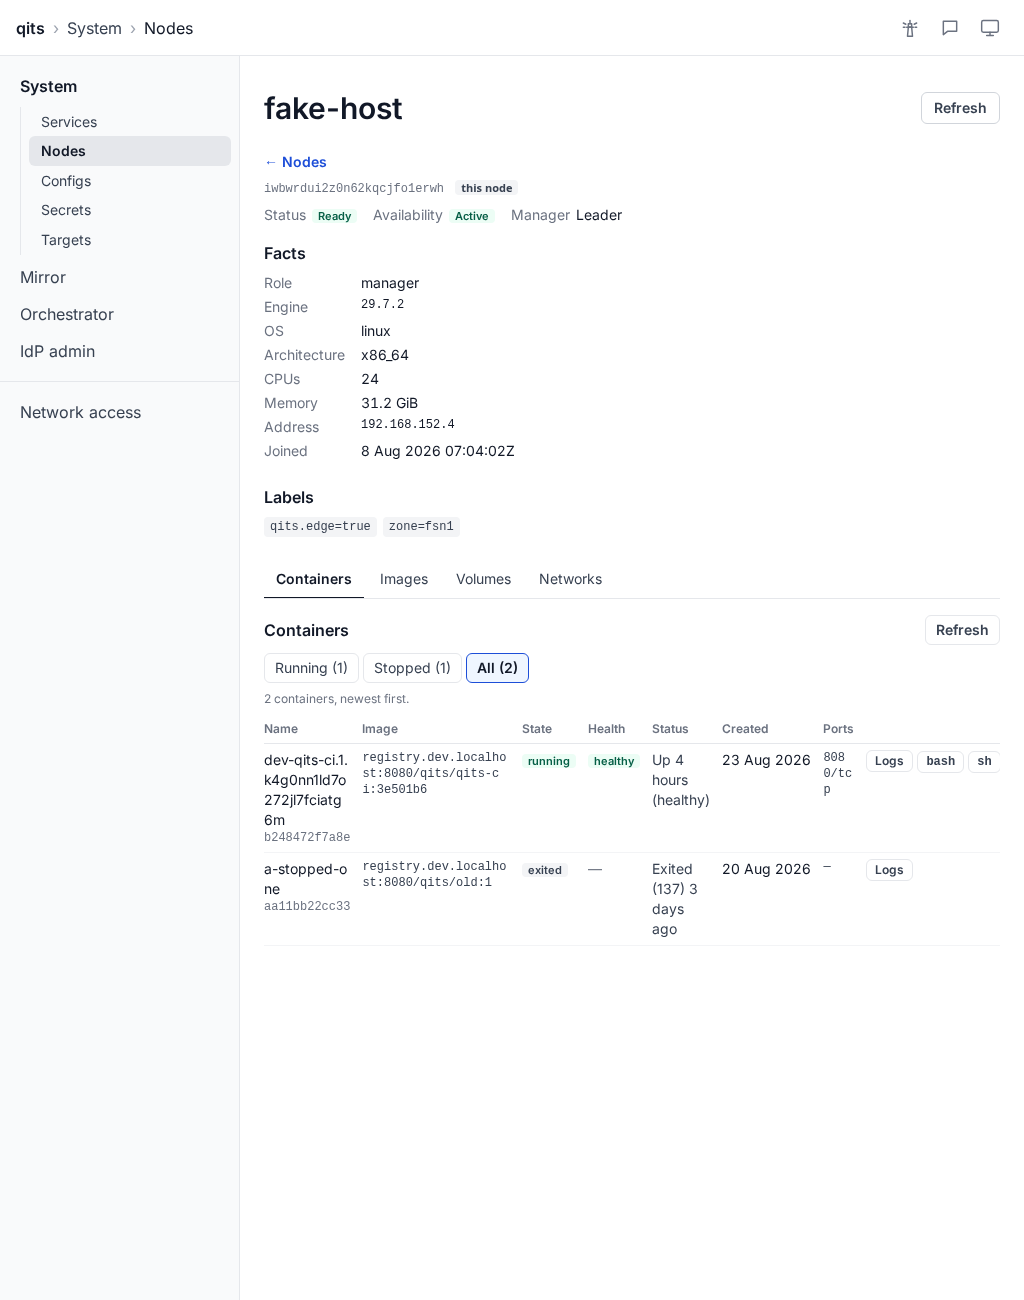 qits › System › Nodes
System
Services
Nodes
Configs
Secrets
Targets
Mirror
Orchestrator
IdP admin
Network access
fake-host
Refresh
← Nodes
iwbwrdui2z0n62kqcjfo1erwh this node
Status Ready Availability Active Manager Leader
Facts
Role manager
Engine 29.7.2
OS linux
Architecture x86_64
CPUs 24
Memory 31.2 GiB
Address 192.168.152.4
Joined 8 Aug 2026 07:04:02Z
Labels
qits.edge=true zone=fsn1
Containers Images Volumes Networks
Containers
Refresh
Running (1) Stopped (1) All (2)
2 containers, newest first.
Name Image State Health Status Created Ports
dev-qits-ci.1.
k4g0nn1ld7o
272jl7fciatg
6m
b248472f7a8e
registry.dev.localho
st:8080/qits/qits-c
i:3e501b6
running
healthy
Up 4
hours
(healthy)
23 Aug 2026
808
0/tc
p
Logs bash sh
a-stopped-o
ne
aa11bb22cc33
registry.dev.localho
st:8080/qits/old:1
exited
—
Exited
(137) 3
days
ago
20 Aug 2026
—
Logs